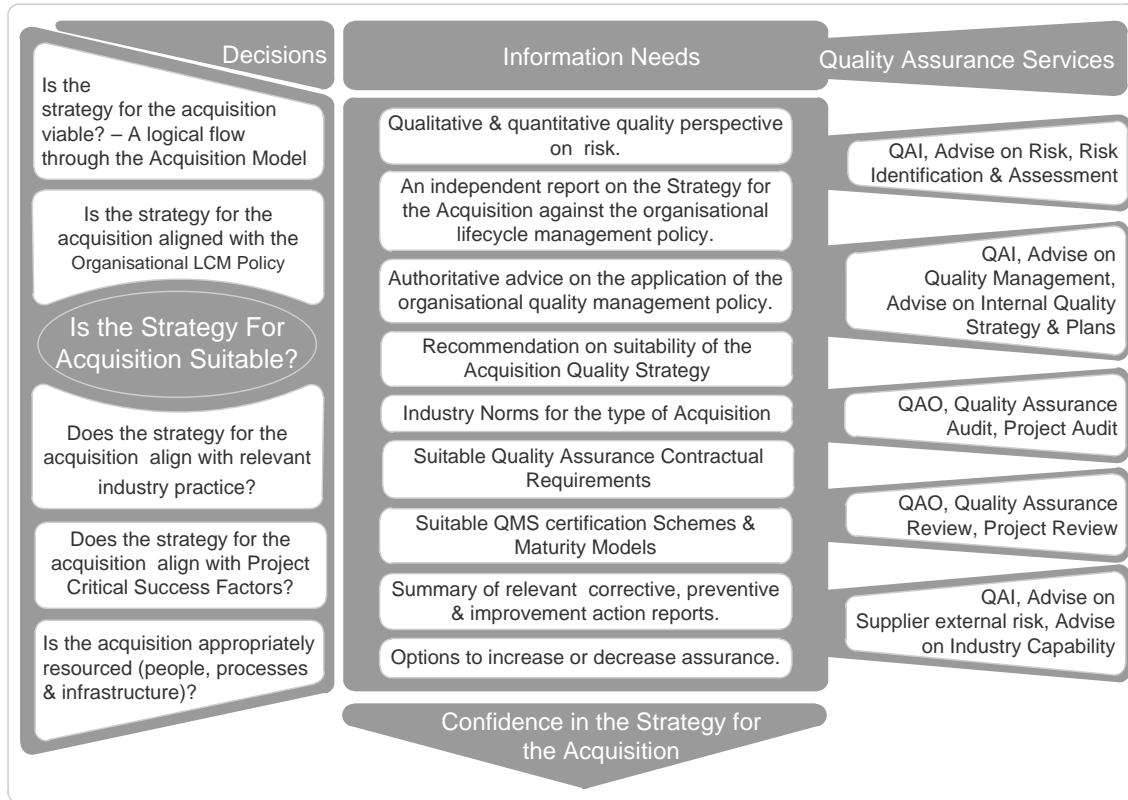 Decisions
Is the
strategy for the acquisition
viable? – A logical flow
through the Acquisition Model
Is the strategy for the
acquisition aligned with the
Organisational LCM Policy
Is the Strategy For
Acquisition Suitable?
Does the strategy for the
acquisition align with relevant
industry practice?
Does the strategy for the
acquisition align with Project
Critical Success Factors?
Is the acquisition appropriately
resourced (people, processes
& infrastructure)?
Information Needs
Qualitative & quantitative quality perspective
on risk.
An independent report on the Strategy for
the Acquisition against the organisational
lifecycle management policy.
Authoritative advice on the application of the
organisational quality management policy.
Recommendation on suitability of the
Acquisition Quality Strategy
Industry Norms for the type of Acquisition
Suitable Quality Assurance Contractual
Requirements
Suitable QMS certification Schemes &
Maturity Models
Summary of relevant corrective, preventive
& improvement action reports.
Options to increase or decrease assurance.
Confidence in the Strategy for
the Acquisition
Quality Assurance Services
QAI, Advise on Risk, Risk
Identification & Assessment
QAI, Advise on
Quality Management,
Advise on Internal Quality
Strategy & Plans
QAO, Quality Assurance
Audit, Project Audit
QAO, Quality Assurance
Review, Project Review
QAI, Advise on
Supplier external risk, Advise
on Industry Capability